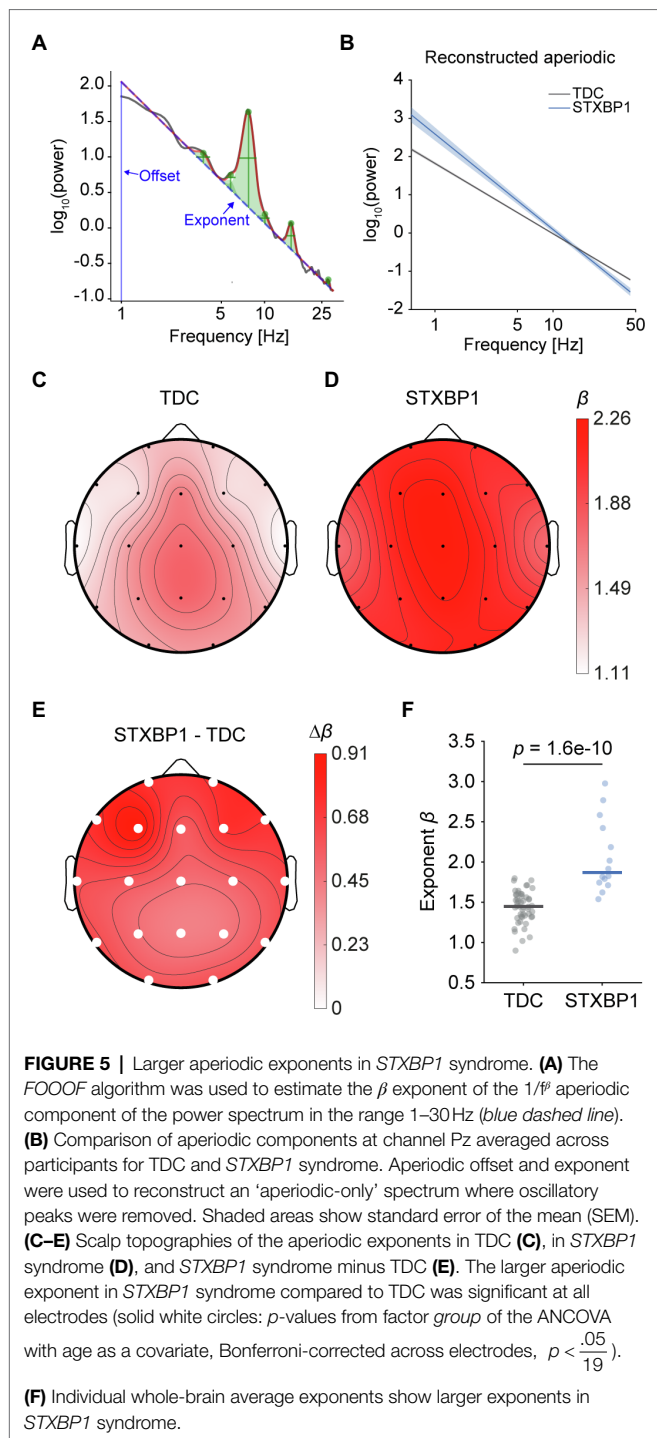 A
2.0
1.5
1.0
0.5
0.0
-0.5
-1.0
log10(power)
Offset
Exponent
1
5
10
25
Frequency [Hz]
B
Reconstructed aperiodic
TDC
STXBP1
4
3
2
1
0
-1
-2
log10(power)
1
5
10
50
Frequency [Hz]
C
TDC
D
STXBP1
β
2.26
1.88
1.49
1.11
E
STXBP1 - TDC
Δβ
0.91
0.68
0.45
0.23
0
F
p = 1.6e-10
3.5
3.0
2.5
2.0
1.5
1.0
0.5
Exponent β
TDC
STXBP1
FIGURE 5 | Larger aperiodic exponents in STXBP1 syndrome. (A) The
FOOOF algorithm was used to estimate the β exponent of the 1/fβ aperiodic
component of the power spectrum in the range 1–30 Hz (blue dashed line).
(B) Comparison of aperiodic components at channel Pz averaged across
participants for TDC and STXBP1 syndrome. Aperiodic offset and exponent
were used to reconstruct an ‘aperiodic-only’ spectrum where oscillatory
peaks were removed. Shaded areas show standard error of the mean (SEM).
(C–E) Scalp topographies of the aperiodic exponents in TDC (C), in STXBP1
syndrome (D), and STXBP1 syndrome minus TDC (E). The larger aperiodic
exponent in STXBP1 syndrome compared to TDC was significant at all
electrodes (solid white circles: p-values from factor group of the ANCOVA
with age as a covariate, Bonferroni-corrected across electrodes, p < .05/19).
(F) Individual whole-brain average exponents show larger exponents in
STXBP1 syndrome.